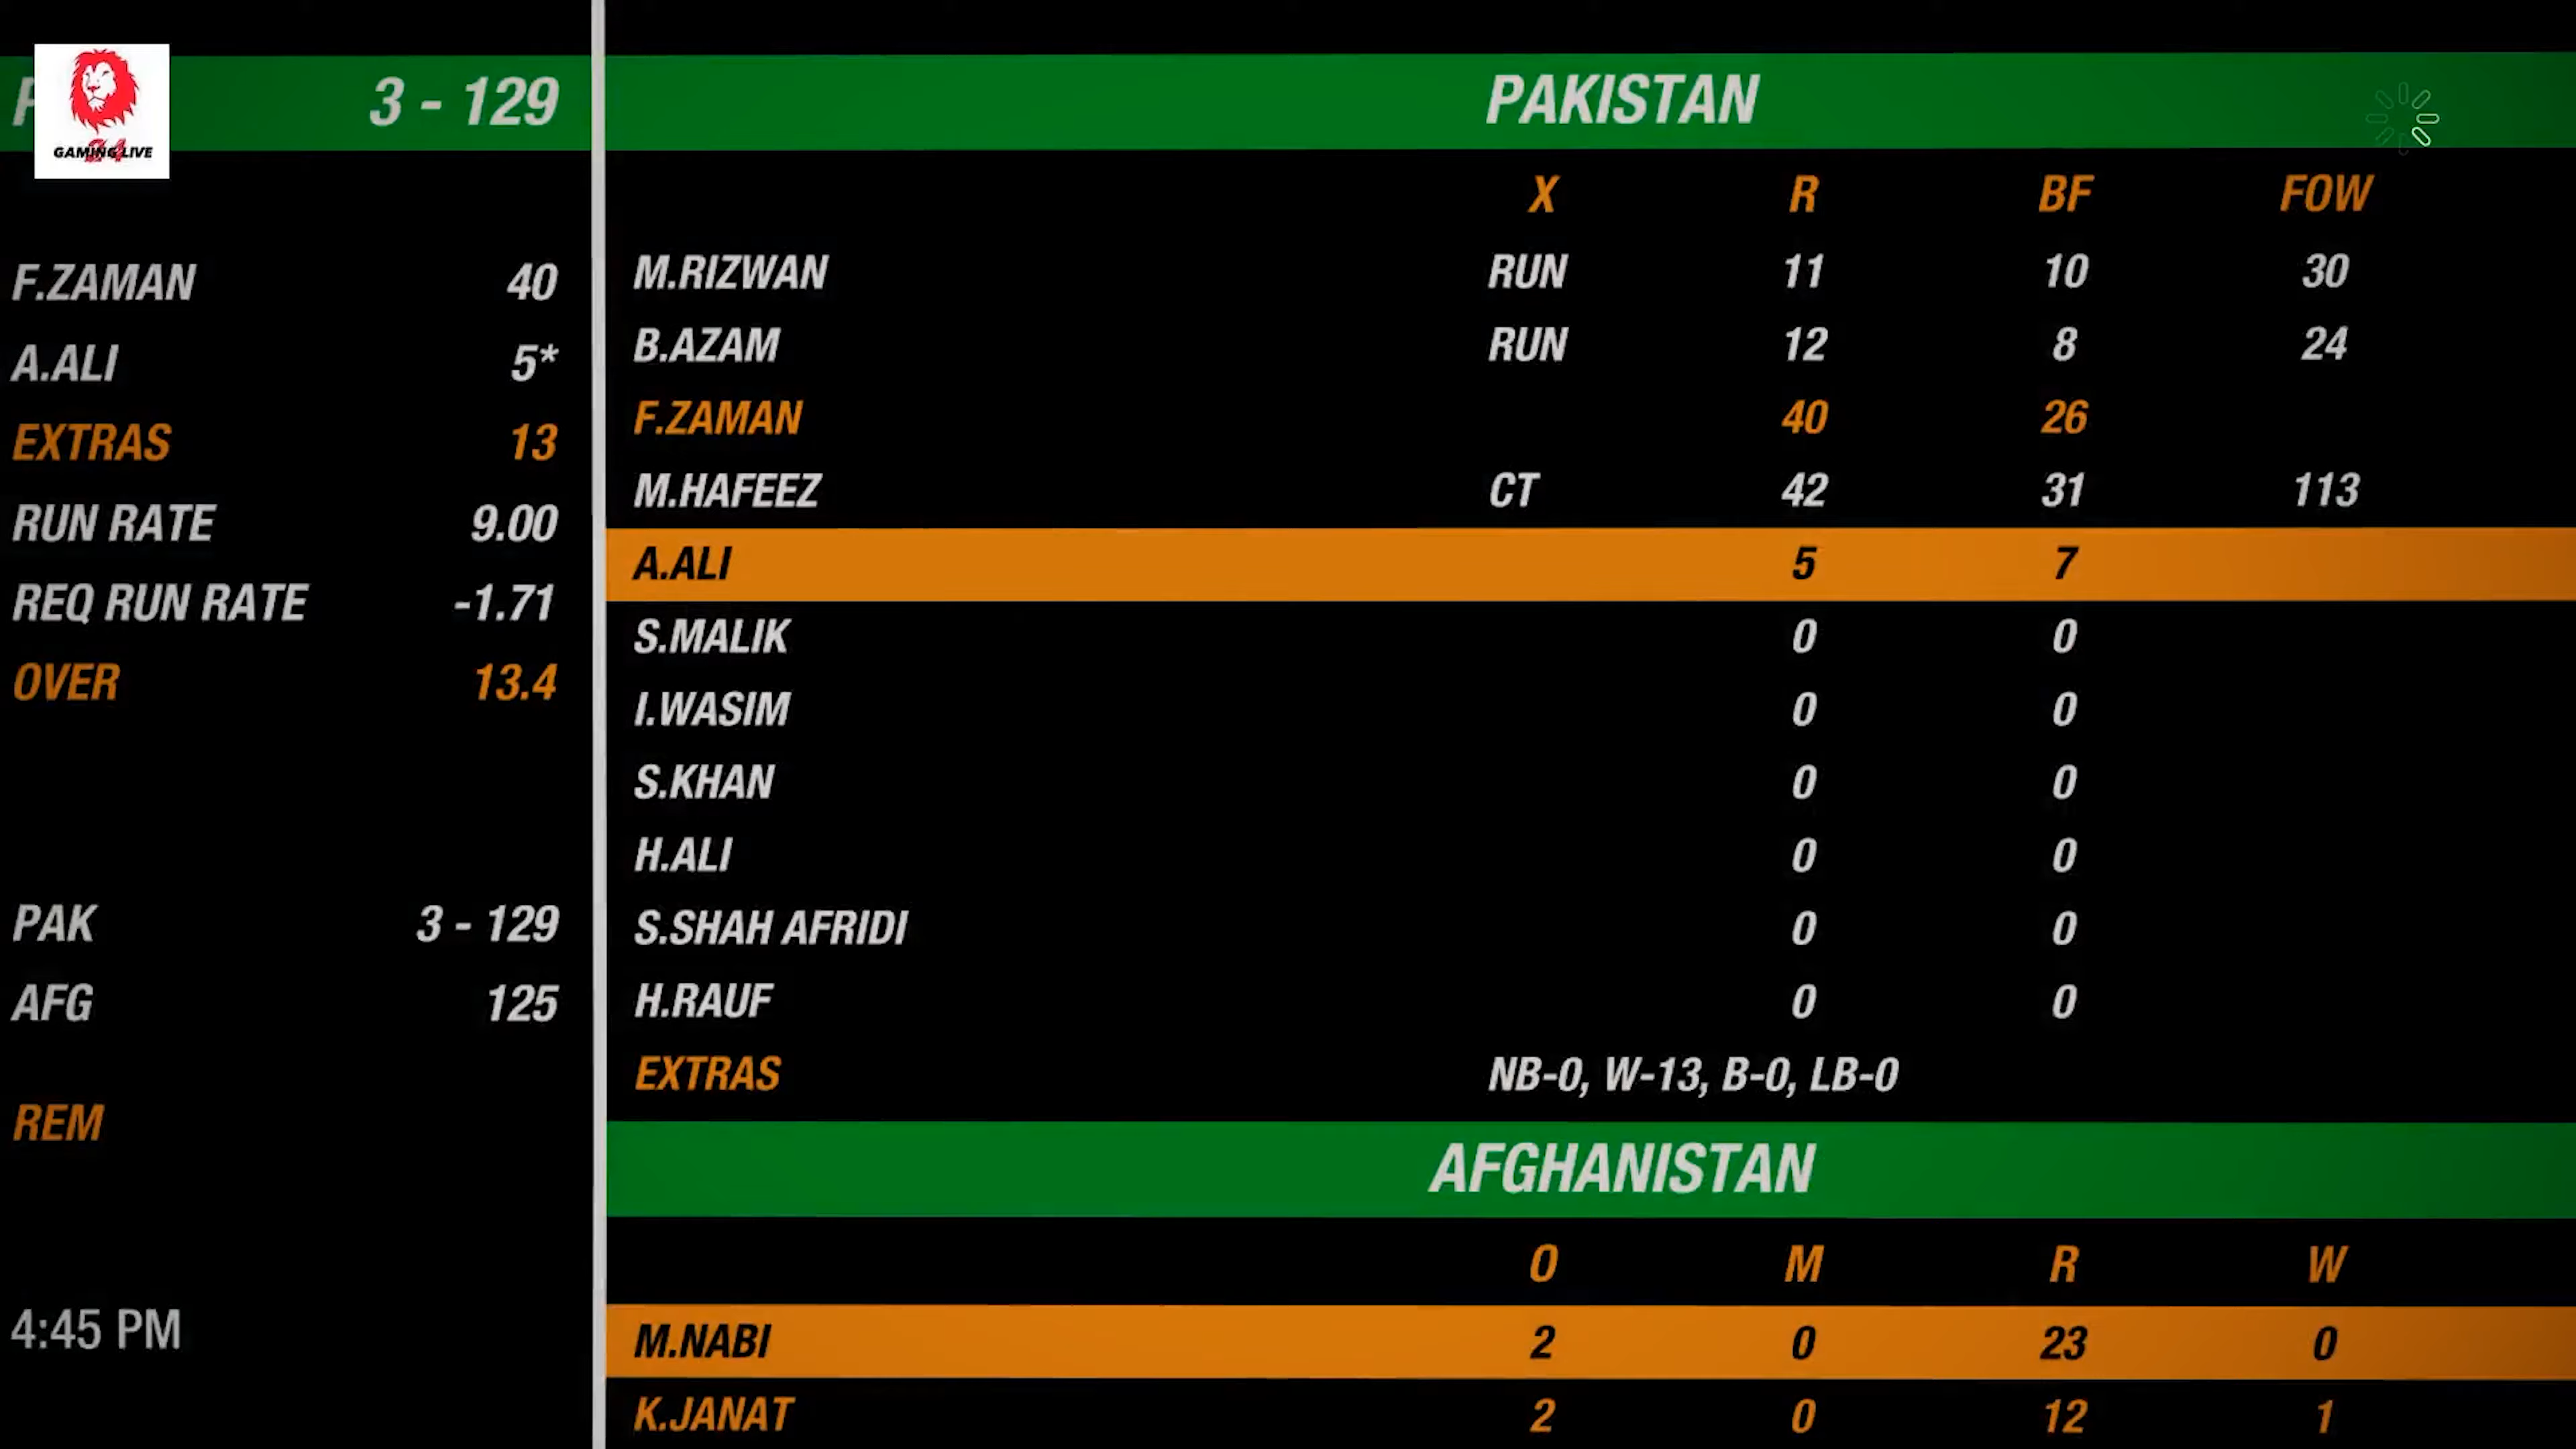 P 3 - 129
24
GAMING LIVE
F.ZAMAN 40
A.ALI 5*
EXTRAS 13
RUN RATE 9.00
REQ RUN RATE -1.71
OVER 13.4
PAK 3 - 129
AFG 125
REM
4:45 PM
PAKISTAN
X R BF FOW
M.RIZWAN RUN 11 10 30
B.AZAM RUN 12 8 24
F.ZAMAN 40 26
M.HAFEEZ CT 42 31 113
A.ALI 5 7
S.MALIK 0 0
I.WASIM 0 0
S.KHAN 0 0
H.ALI 0 0
S.SHAH AFRIDI 0 0
H.RAUF 0 0
EXTRAS NB-0, W-13, B-0, LB-0
AFGHANISTAN
O M R W
M.NABI 2 0 23 0
K.JANAT 2 0 12 1